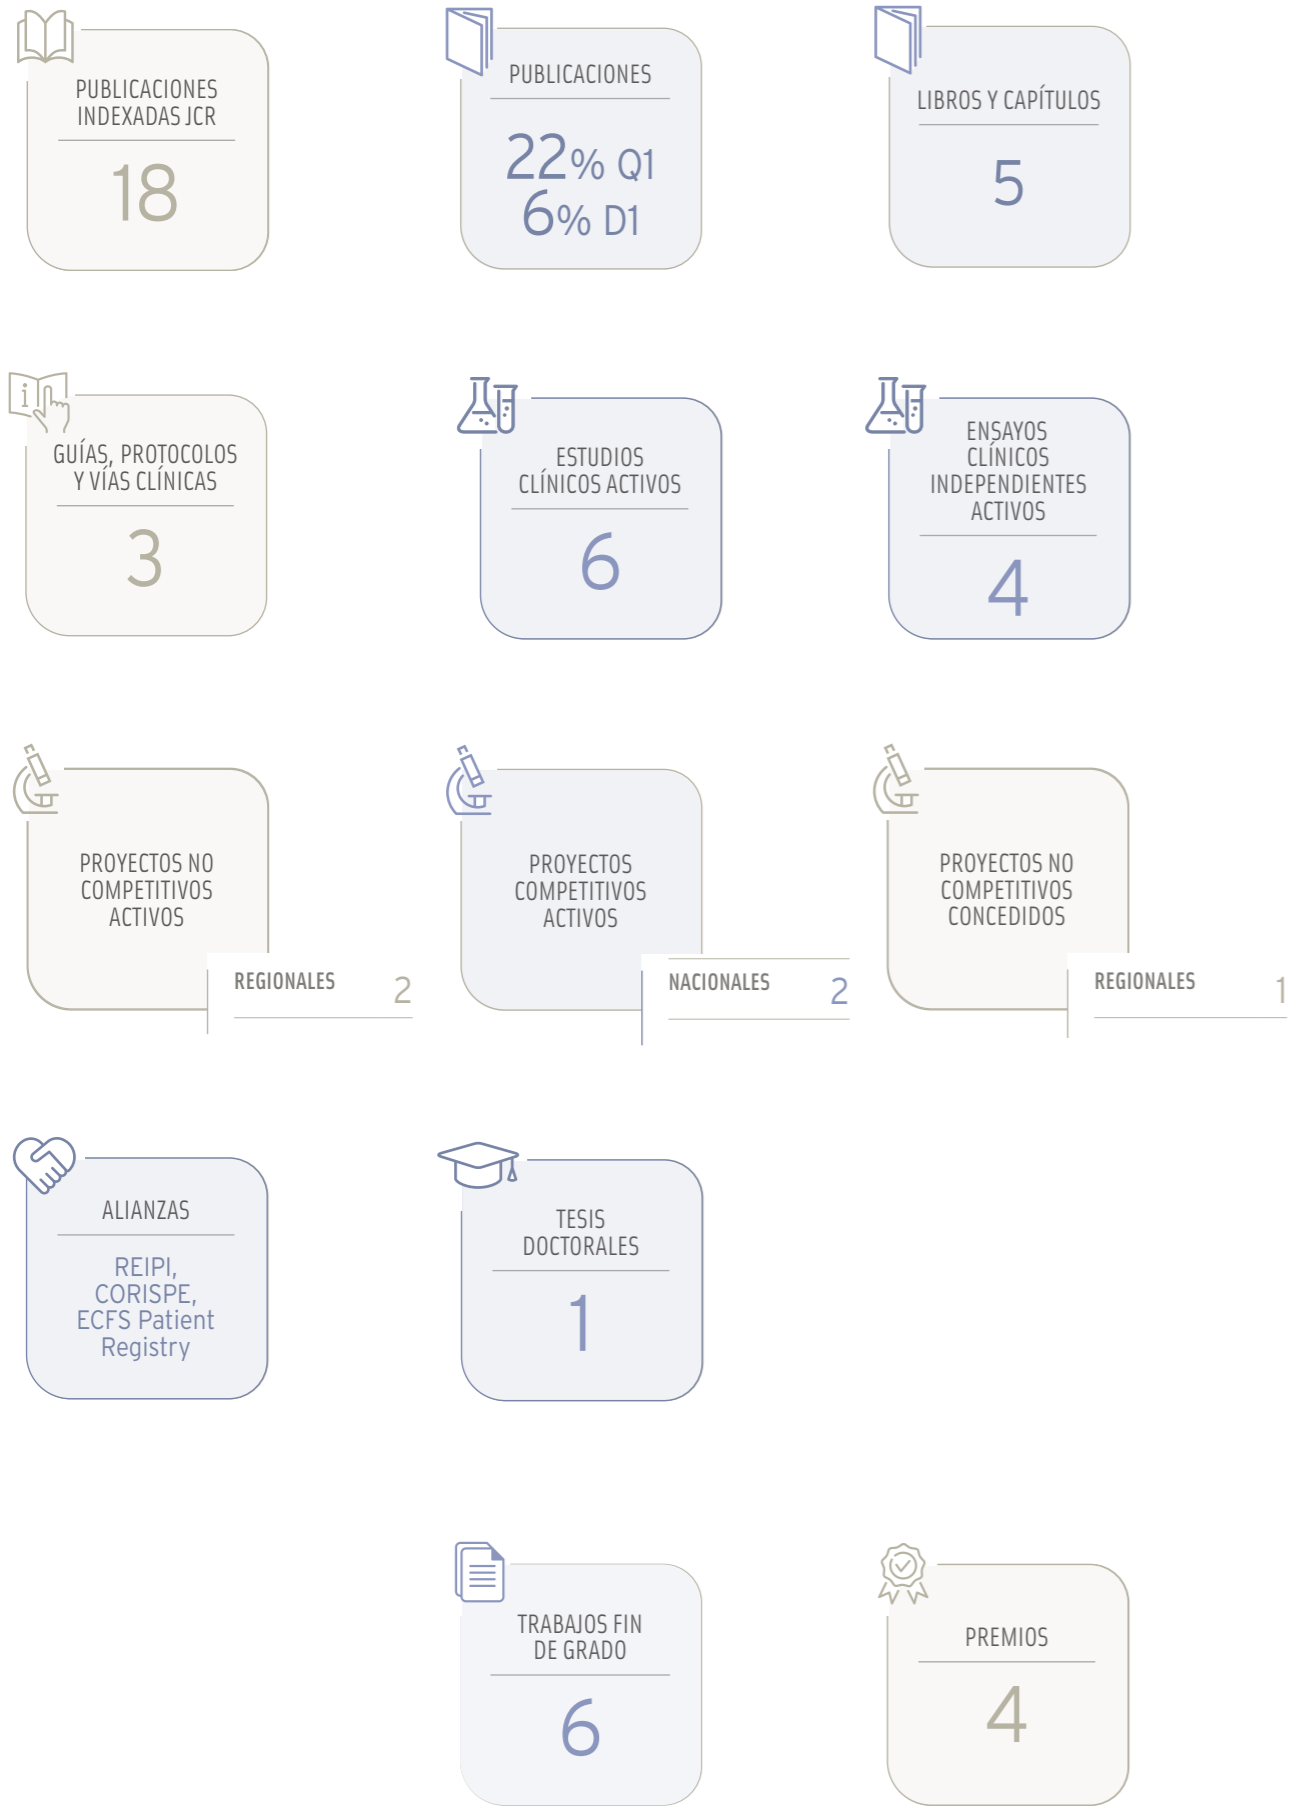 PUBLICACIONES
INDEXADAS JCR
18
PUBLICACIONES
22% Q1
6% D1
LIBROS Y CAPÍTULOS
5
i
GUÍAS, PROTOCOLOS
Y VÍAS CLÍNICAS
3
ESTUDIOS
CLÍNICOS ACTIVOS
6
ENSAYOS
CLÍNICOS
INDEPENDIENTES
ACTIVOS
4
PROYECTOS NO
COMPETITIVOS
ACTIVOS
REGIONALES 2
PROYECTOS
COMPETITIVOS
ACTIVOS
NACIONALES 2
PROYECTOS NO
COMPETITIVOS
CONCEDIDOS
REGIONALES 1
ALIANZAS
REIPI,
CORISPE,
ECFS Patient
Registry
TESIS
DOCTORALES
1
TRABAJOS FIN
DE GRADO
6
PREMIOS
4